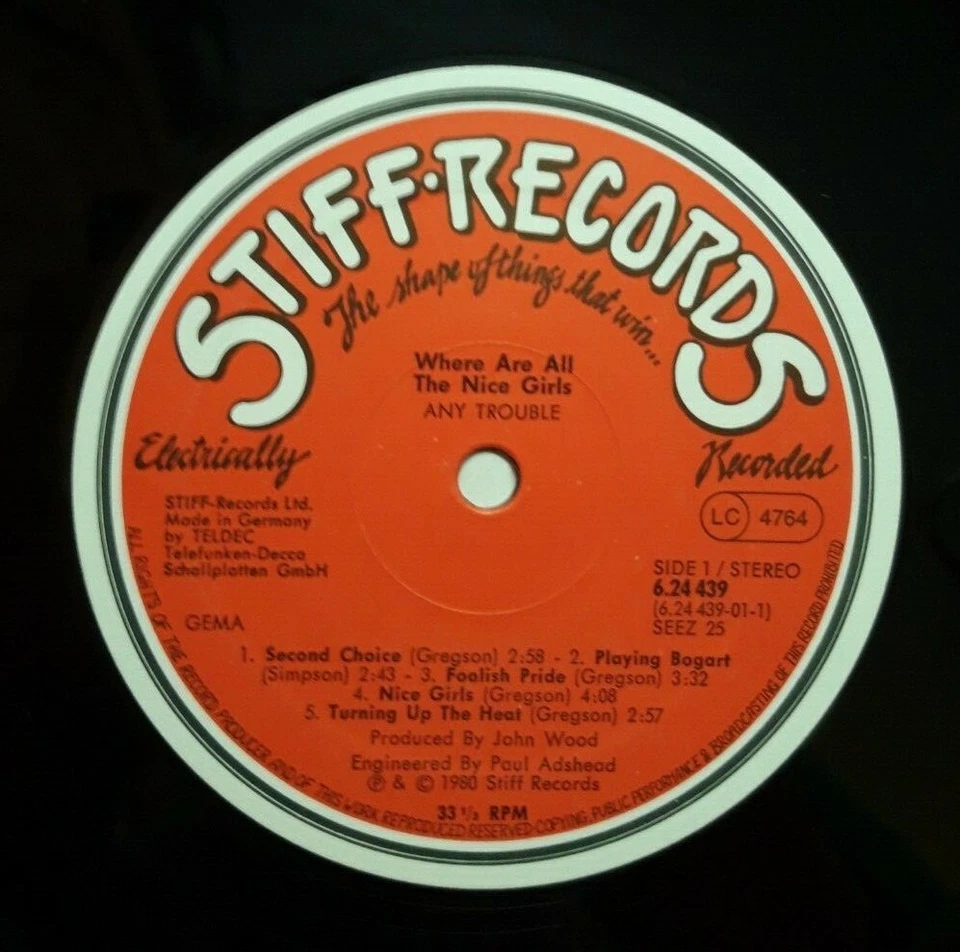 STIFF·RECORDS
The shape of things that win...
Where Are All
The Nice Girls
ANY TROUBLE
Electrically
Recorded
STIFF-Records Ltd.
Made in Germany
by TELDEC
Telefunken-Decca
Schallplatten GmbH
GEMA
LC 4764
SIDE 1 / STEREO
6.24 439
(6.24 439-01-1)
SEEZ 25
1. Second Choice (Gregson) 2:58 - 2. Playing Bogart
(Simpson) 2:43 - 3. Foolish Pride (Gregson) 3:32
4. Nice Girls (Gregson) 4:08
5. Turning Up The Heat (Gregson) 2:57
Produced By John Wood
Engineered By Paul Adshead
℗ & © 1980 Stiff Records
33 1/3 RPM
ALL RIGHTS OF THE RECORD PRODUCER AND OF THIS WORK REPRODUCED RESERVED COPYING, PUBLIC PERFORMANCE & BROADCASTING OF THIS RECORD PROHIBITED